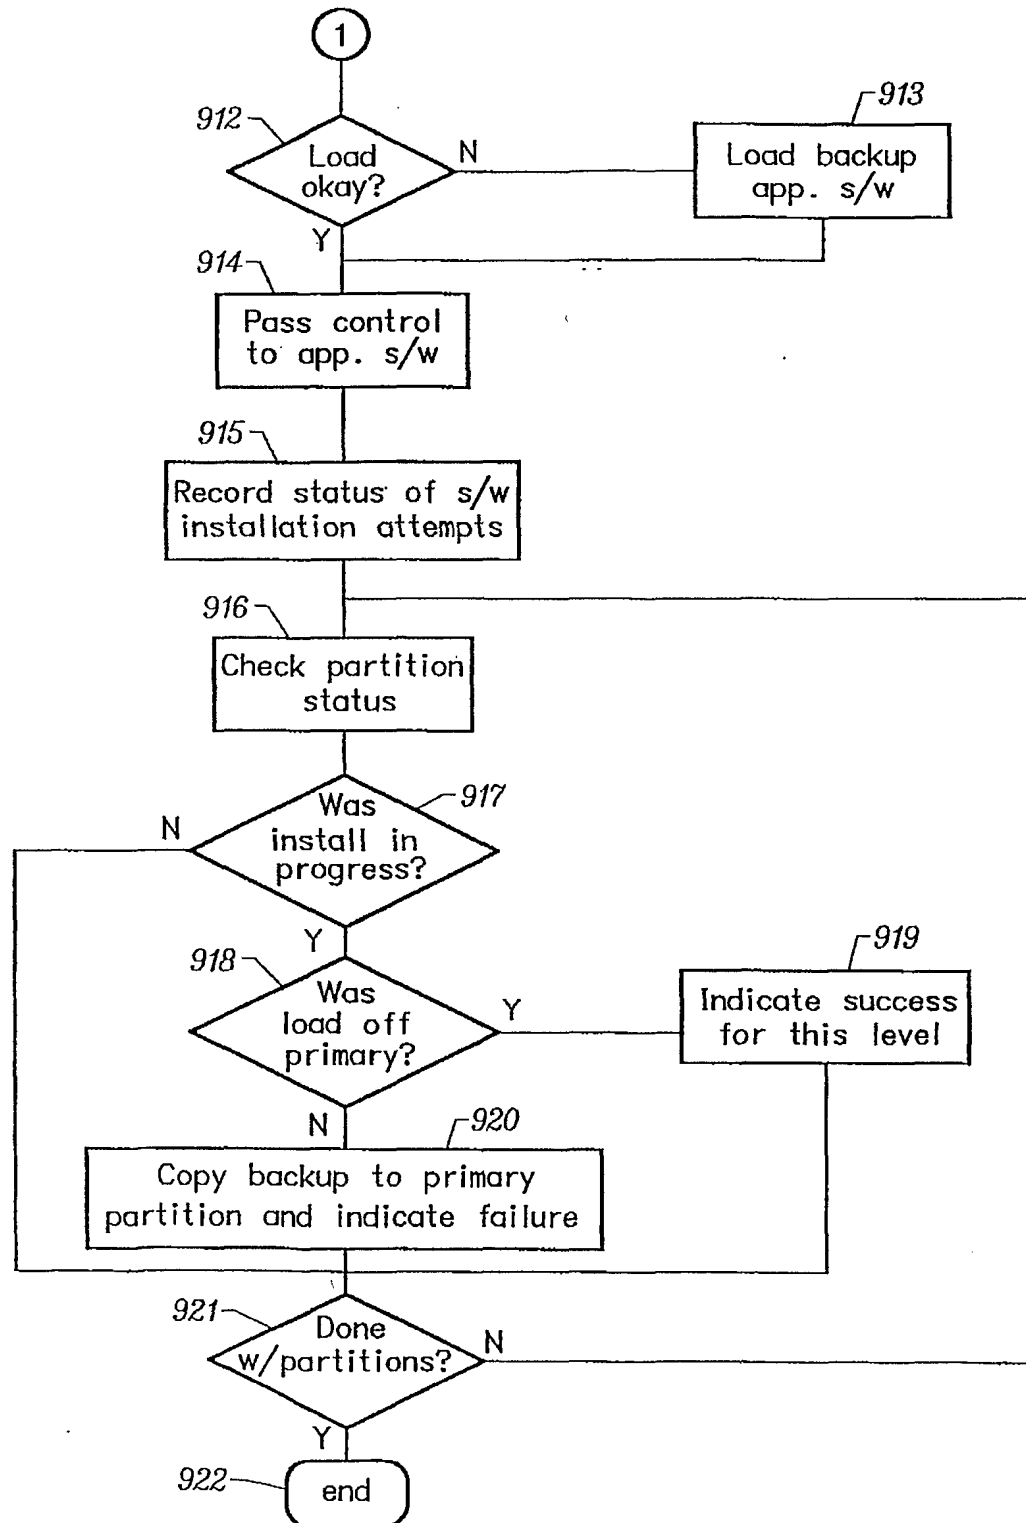 1
912
Load
okay?
N
Y
913
Load backup
app. s/w
914
Pass control
to app. s/w
915
Record status of s/w
installation attempts
916
Check partition
status
917
Was
install in
progress?
N
Y
918
Was
load off
primary?
Y
N
919
Indicate success
for this level
920
Copy backup to primary
partition and indicate failure
921
Done
w/partitions?
N
Y
922
end